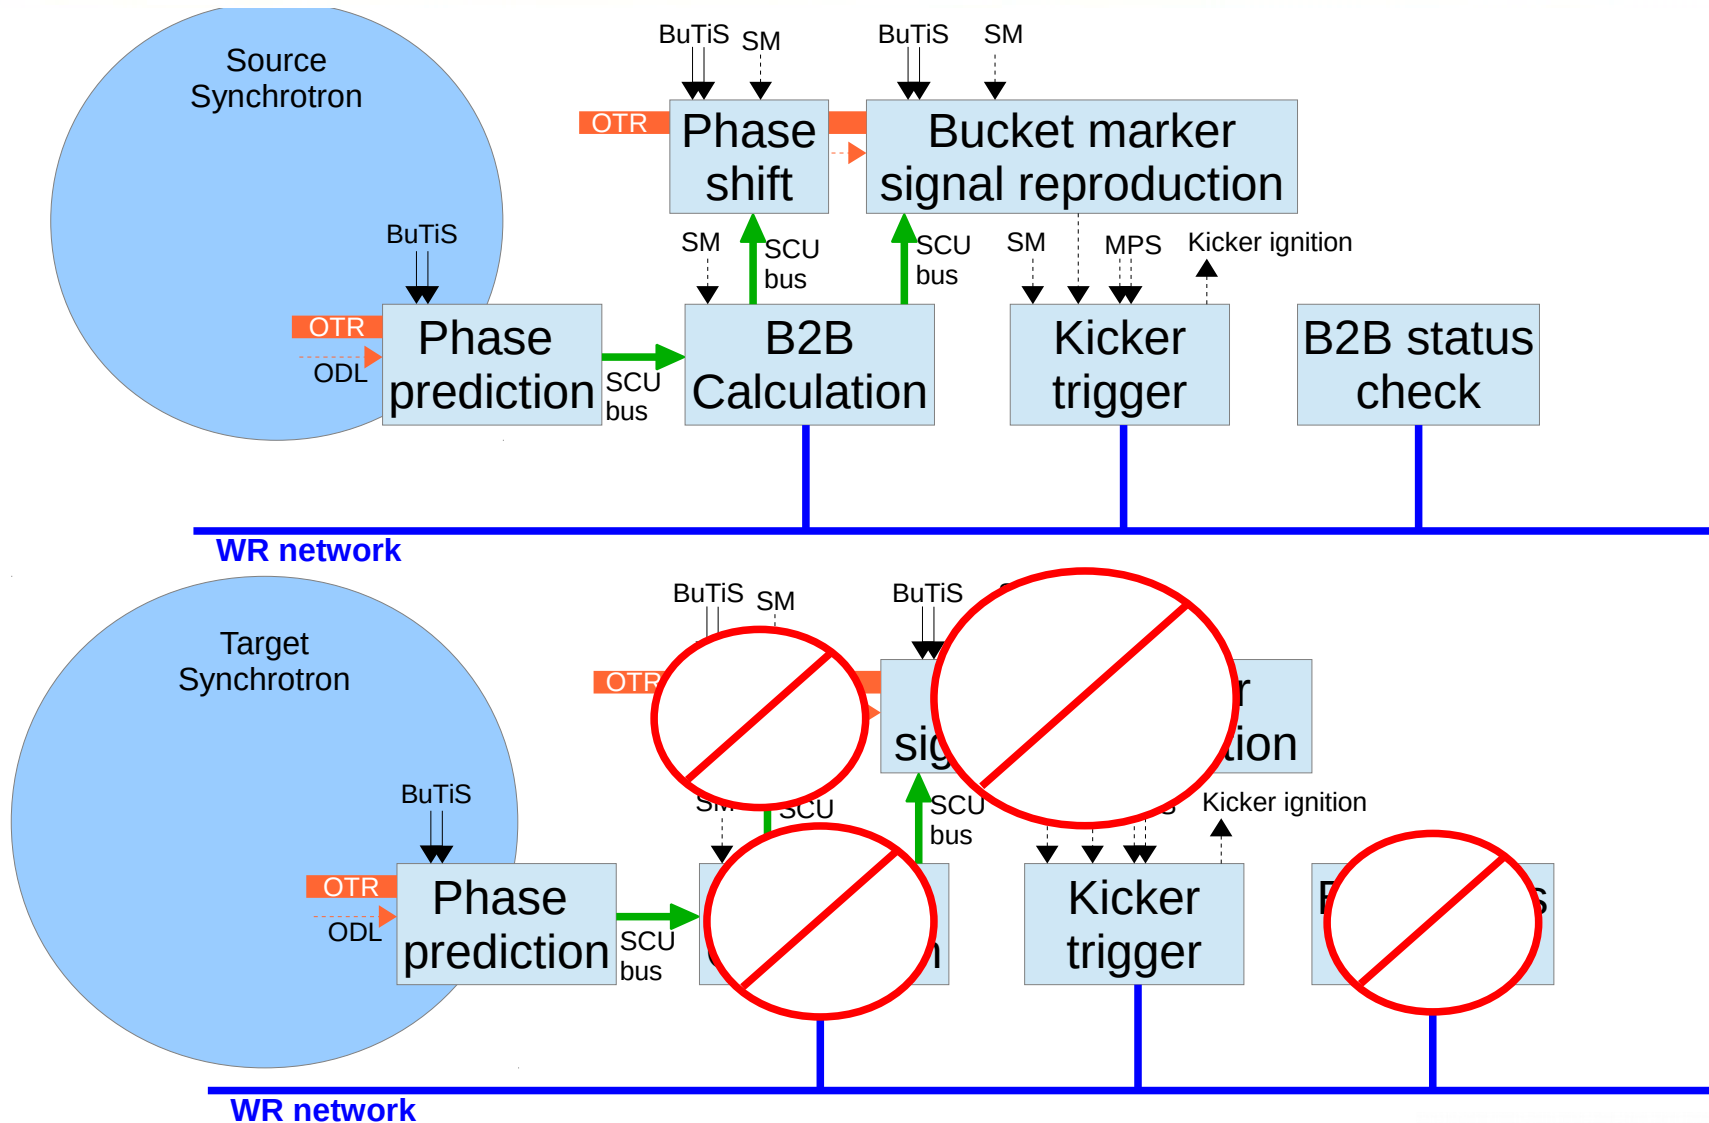 Source
Synchrotron
BuTiS
SM
BuTiS
SM
OTR
Phase
shift
Bucket marker
signal reproduction
BuTiS
SM
SCU
bus
SCU
bus
SM
MPS
Kicker ignition
OTR
ODL
Phase
prediction
SCU
bus
B2B
Calculation
Kicker
trigger
B2B status
check
WR network
Target
Synchrotron
BuTiS
SM
BuTiS
OTR
BuTiS
SM
SCU
SCU
bus
Kicker ignition
OTR
ODL
Phase
prediction
SCU
bus
Kicker
trigger
WR network